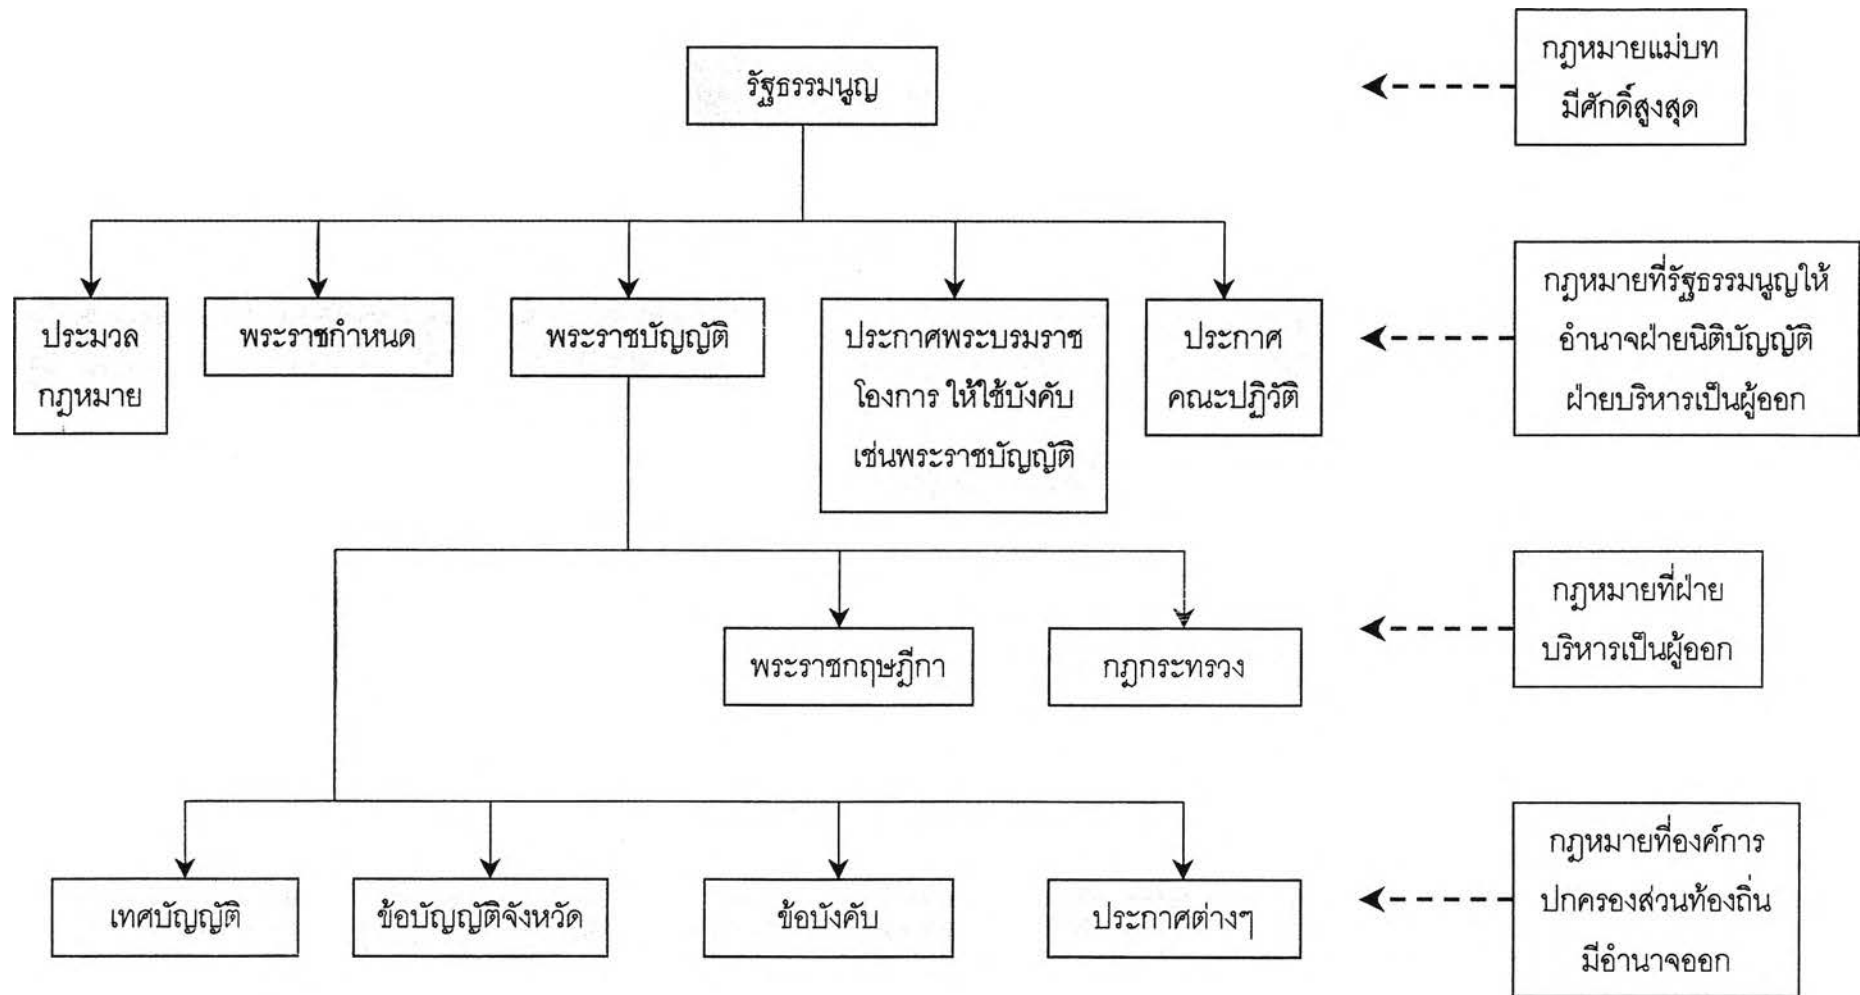 รัฐธรรมนูญ
กฎหมายแม่บท
มีศักดิ์สูงสุด
ประมวล
กฎหมาย
พระราชกำหนด
พระราชบัญญัติ
ประกาศพระบรมราช
โองการ ให้ใช้บังคับ
เช่นพระราชบัญญัติ
ประกาศ
คณะปฏิวัติ
กฎหมายที่รัฐธรรมนูญให้
อำนาจฝ่ายนิติบัญญัติ
ฝ่ายบริหารเป็นผู้ออก
พระราชกฤษฎีกา
กฎกระทรวง
กฎหมายที่ฝ่าย
บริหารเป็นผู้ออก
เทศบัญญัติ
ข้อบัญญัติจังหวัด
ข้อบังคับ
ประกาศต่างๆ
กฎหมายที่องค์การ
ปกครองส่วนท้องถิ่น
มีอำนาจออก